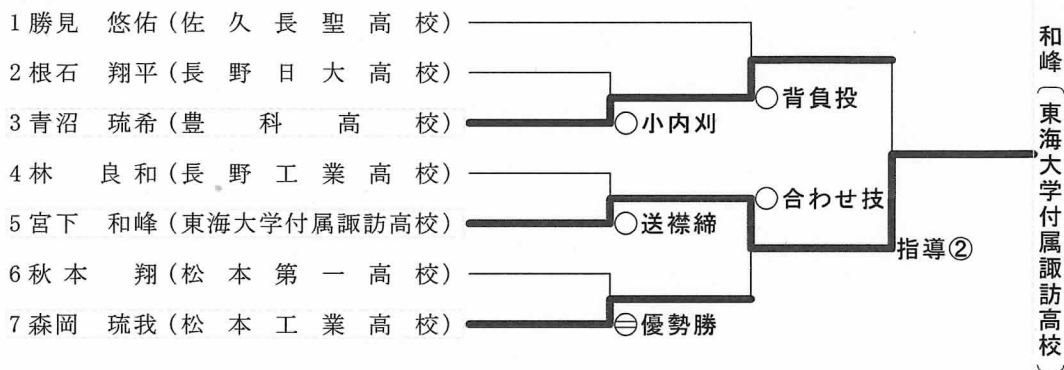 1 勝見 悠佑 (佐久長聖高校)
2 根石 翔平 (長野日大高校)
3 青沼 琉希 (豊科高校)
4 林 良和 (長野工業高校)
5 宮下 和峰 (東海大学付属諏訪高校)
6 秋本 翔 (松本第一高校)
7 森岡 琉我 (松本工業高校)
○小内刈
○送襟締
⊖優勢勝
○背負投
○合わせ技
指導②
和峰(東海大学付属諏訪高校)